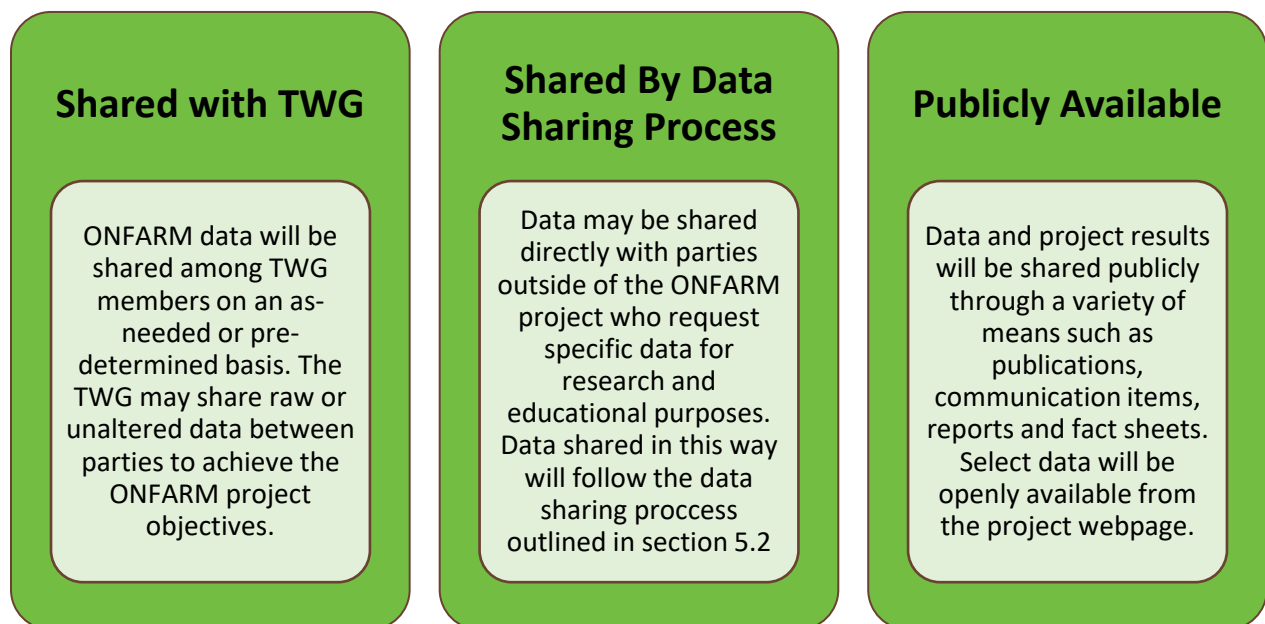 Shared with TWG
ONFARM data will be
shared among TWG
members on an as-
needed or pre-
determined basis. The
TWG may share raw or
unaltered data between
parties to achieve the
ONFARM project
objectives.
Shared By Data
Sharing Process
Data may be shared
directly with parties
outside of the ONFARM
project who request
specific data for
research and
educational purposes.
Data shared in this way
will follow the data
sharing proccess
outlined in section 5.2
Publicly Available
Data and project results
will be shared publicly
through a variety of
means such as
publications,
communication items,
reports and fact sheets.
Select data will be
openly available from
the project webpage.